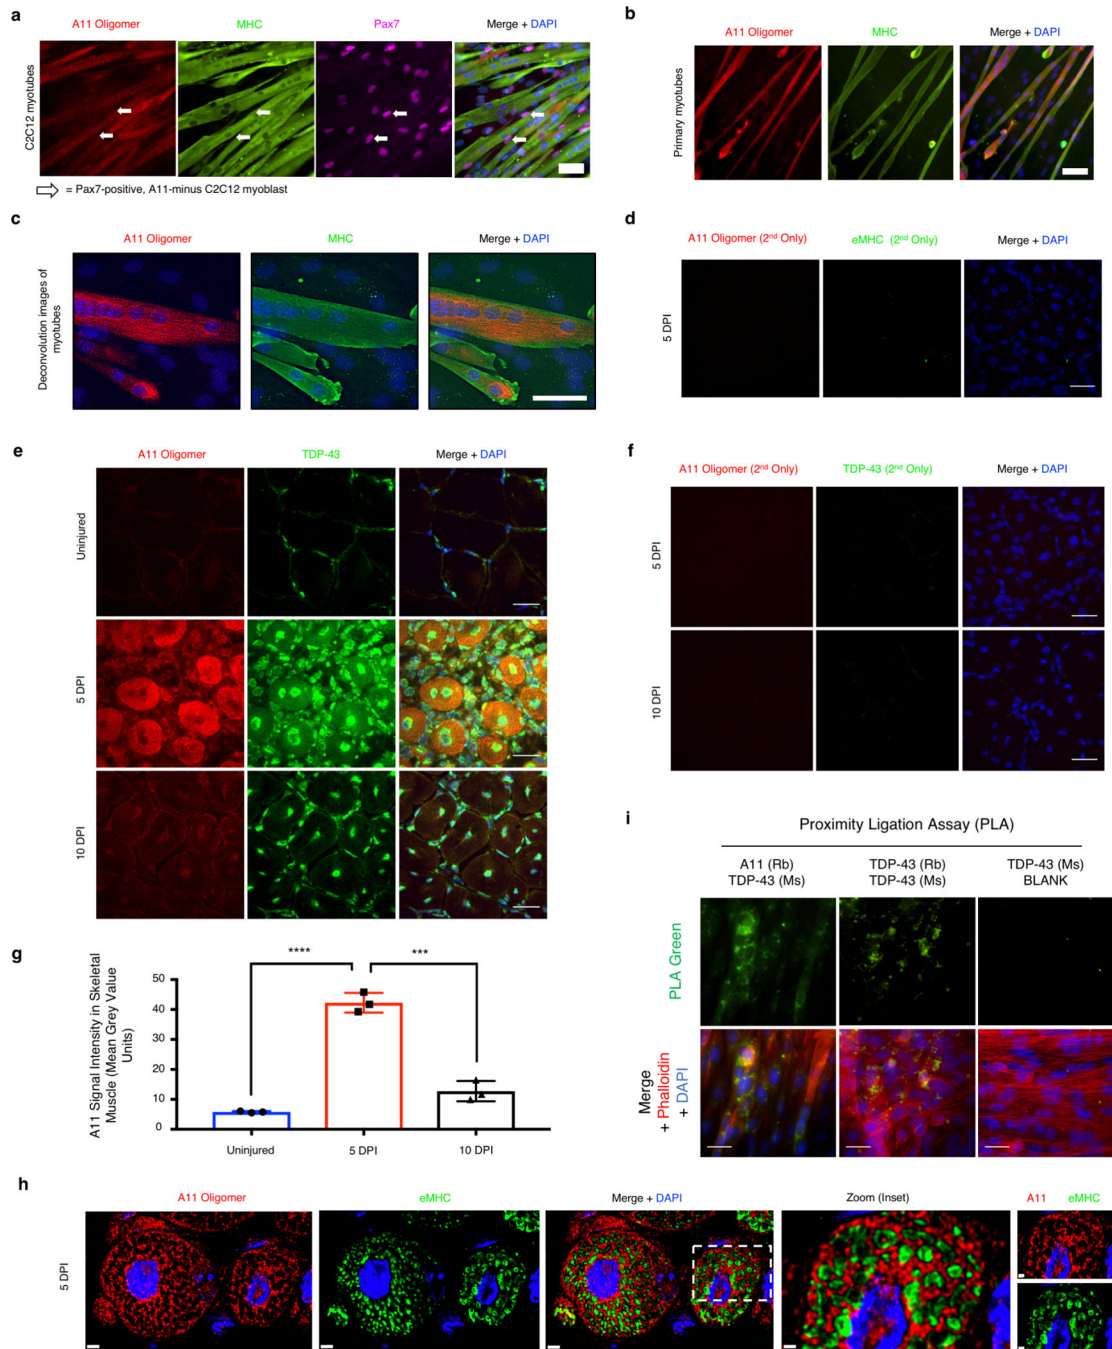 a
A11 Oligomer
MHC
Pax7
Merge + DAPI
C2C12 myotubes
= Pax7-positive, A11-minus C2C12 myoblast
b
A11 Oligomer
MHC
Merge + DAPI
Primary myotubes
c
A11 Oligomer
MHC
Merge + DAPI
Deconvolution images of
myotubes
d
A11 Oligomer (2nd Only)
eMHC (2nd Only)
Merge + DAPI
5 DPI
e
A11 Oligomer
TDP-43
Merge + DAPI
Uninjured
5 DPI
10 DPI
f
A11 Oligomer (2nd Only)
TDP-43 (2nd Only)
Merge + DAPI
5 DPI
10 DPI
g
A11 Signal Intensity in Skeletal
Muscle (Mean Grey Value
Units)
50
40
30
20
10
0
****
***
Uninjured
5 DPI
10 DPI
i
Proximity Ligation Assay (PLA)
A11 (Rb)
TDP-43 (Ms)
TDP-43 (Rb)
TDP-43 (Ms)
TDP-43 (Ms)
BLANK
PLA Green
Merge
+ Phalloidin
+ DAPI
h
A11 Oligomer
eMHC
Merge + DAPI
Zoom (Inset)
A11
eMHC
5 DPI